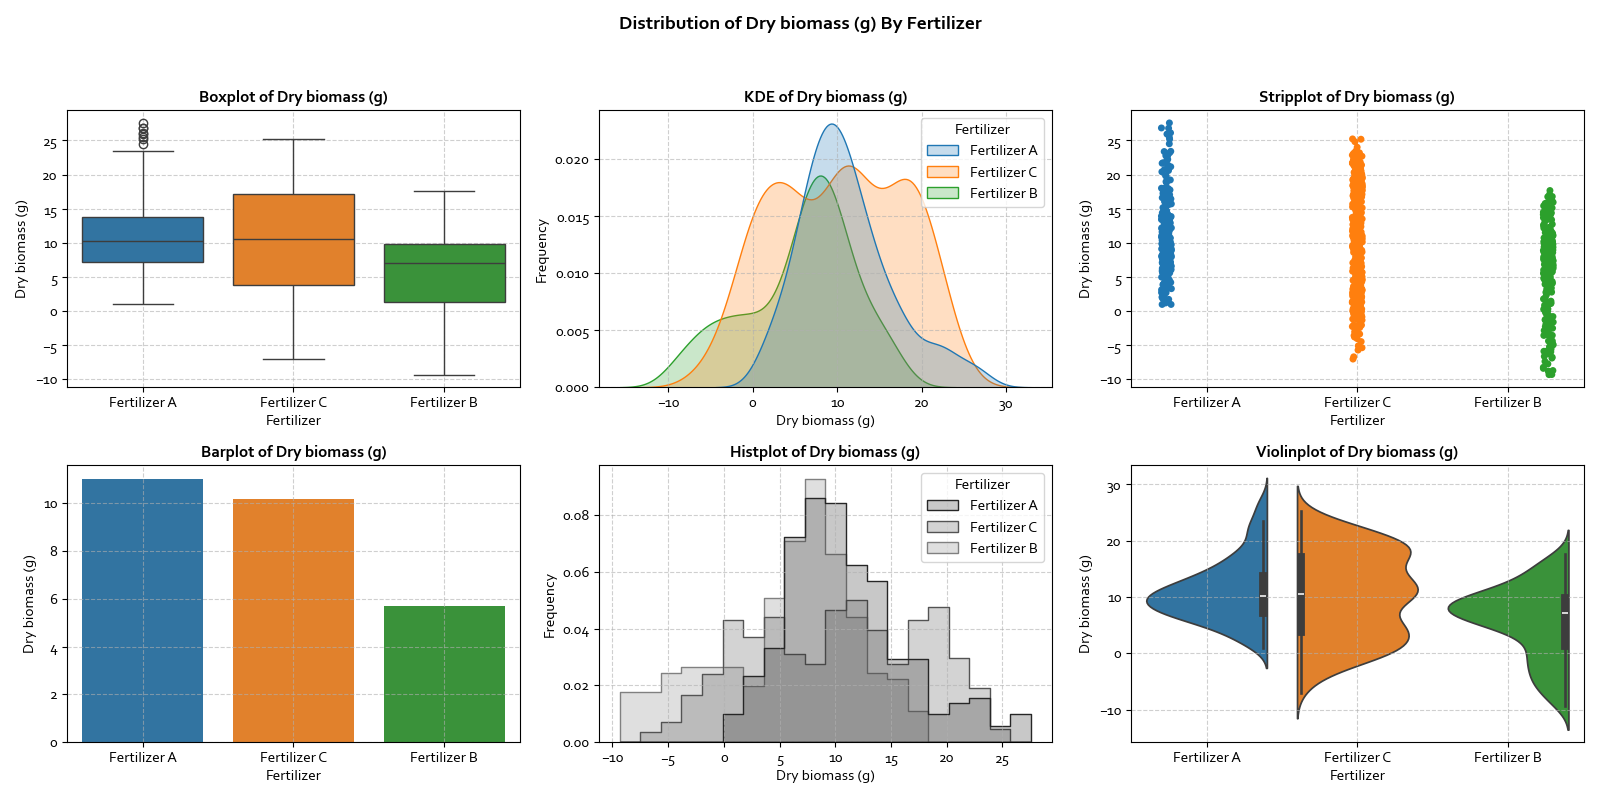 Distribution of Dry biomass (g) By Fertilizer
Boxplot of Dry biomass (g)
Dry biomass (g)
25
20
15
10
5
0
−5
−10
Fertilizer A
Fertilizer C
Fertilizer B
Fertilizer
KDE of Dry biomass (g)
Frequency
0.020
0.015
0.010
0.005
0.000
Fertilizer
Fertilizer A
Fertilizer C
Fertilizer B
−10
0
10
20
30
Dry biomass (g)
Stripplot of Dry biomass (g)
Dry biomass (g)
25
20
15
10
5
0
−5
−10
Fertilizer A
Fertilizer C
Fertilizer B
Fertilizer
Barplot of Dry biomass (g)
Dry biomass (g)
10
8
6
4
2
0
Fertilizer A
Fertilizer C
Fertilizer B
Fertilizer
Histplot of Dry biomass (g)
Frequency
0.08
0.06
0.04
0.02
0.00
Fertilizer
Fertilizer A
Fertilizer C
Fertilizer B
−10
−5
0
5
10
15
20
25
Dry biomass (g)
Violinplot of Dry biomass (g)
Dry biomass (g)
30
20
10
0
−10
Fertilizer A
Fertilizer C
Fertilizer B
Fertilizer